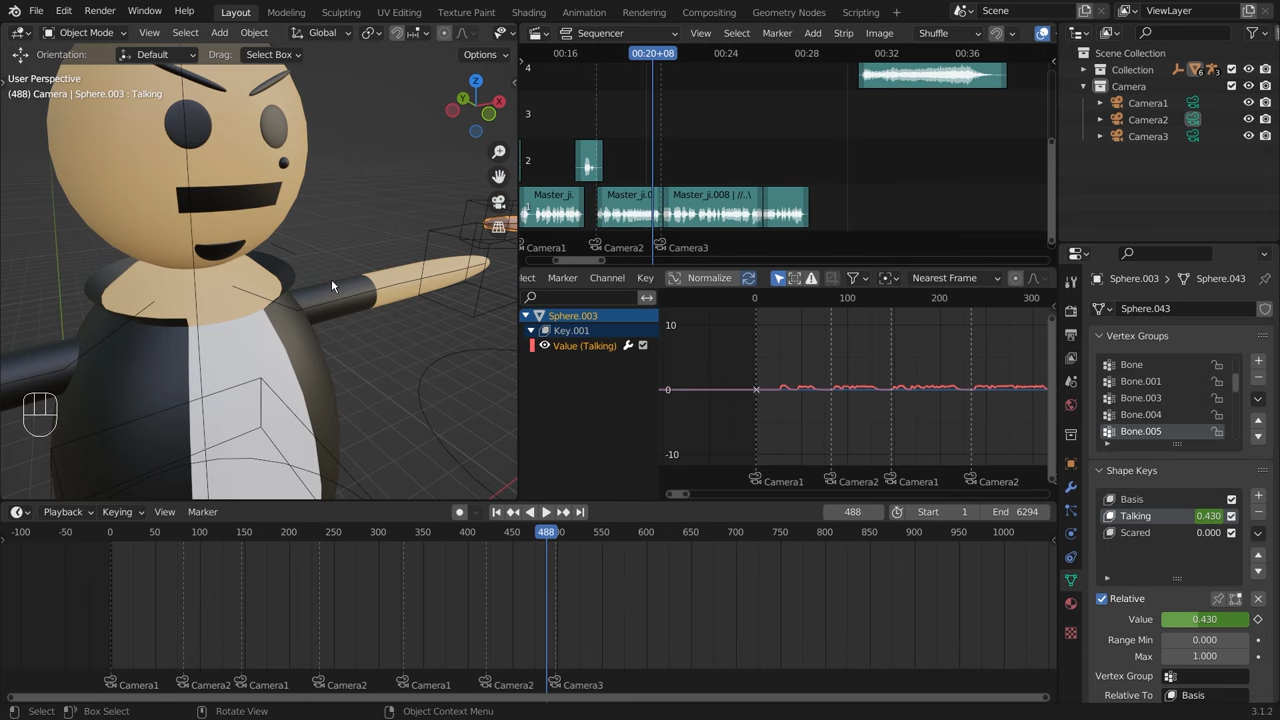 File Edit Render Window Help Layout Modeling Sculpting UV Editing Texture Paint Shading Animation Rendering Compositing Geometry Nodes Scripting Scene ViewLayer
Object Mode View Select Add Object Global
Orientation: Default Drag: Select Box Options
User Perspective
(488) Camera | Sphere.003 : Talking
Z
Y
X
Sequencer View Select Marker Add Strip Image Shuffle
00:16 00:20+08 00:24 00:28 00:32 00:36
4
3
2
1
Master_ji. Master_ji.0 Master_ji.008 | //..\
Camera1 Camera2 Camera3
lect Marker Channel Key Normalize Nearest Frame
0 100 200 300
Sphere.003
Key.001
Value (Talking)
10
0
-10
Camera1 Camera2 Camera1 Camera2
Playback Keying View Marker 488 Start 1 End 6294
-100 -50 0 50 100 150 200 250 300 350 400 450 488 00 550 600 650 700 750 800 850 900 950 1000
Camera1 Camera2 Camera1 Camera2 Camera1 Camera2 Camera3
Scene Collection
Collection 6 3
Camera
Camera1
Camera2
Camera3
Sphere.003 Sphere.043
Sphere.043
Vertex Groups
Bone
Bone.001
Bone.003
Bone.004
Bone.005
Shape Keys
Basis
Talking 0.430
Scared 0.000
Relative
Value 0.430
Range Min 0.000
Max 1.000
Vertex Group
Relative To Basis
Select Box Select Rotate View Object Context Menu 3.1.2